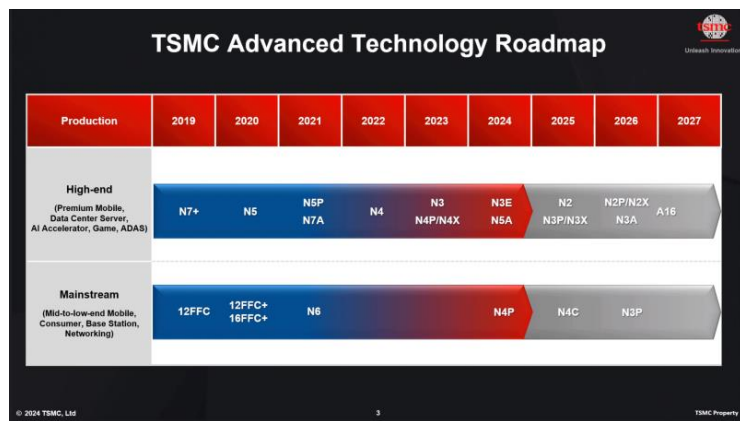 TSMC Advanced Technology Roadmap
tsmc
Unleash Innovation
Production 2019 2020 2021 2022 2023 2024 2025 2026 2027
High-end
(Premium Mobile,
Data Center Server,
AI Accelerator, Game, ADAS)
N7+ N5 N5P N7A N4 N3 N4P/N4X N3E N5A N2 N3P/N3X N2P/N2X N3A A16
Mainstream
(Mid-to-low-end Mobile,
Consumer, Base Station,
Networking)
12FFC 12FFC+ 16FFC+ N6 N4P N4C N3P
© 2024 TSMC, Ltd
3
TSMC Property